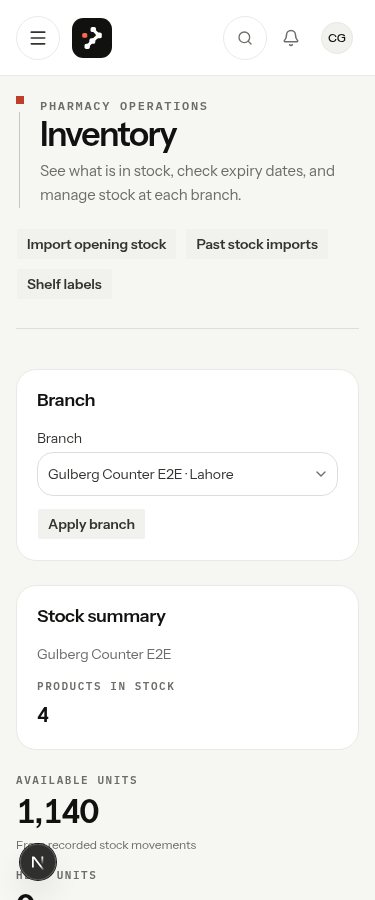 CG
PHARMACY OPERATIONS
Inventory
See what is in stock, check expiry dates, and
manage stock at each branch.
Import opening stock
Past stock imports
Shelf labels
Branch
Branch
Gulberg Counter E2E · Lahore
Apply branch
Stock summary
Gulberg Counter E2E
PRODUCTS IN STOCK
4
AVAILABLE UNITS
1,140
recorded stock movements
N
UNITS